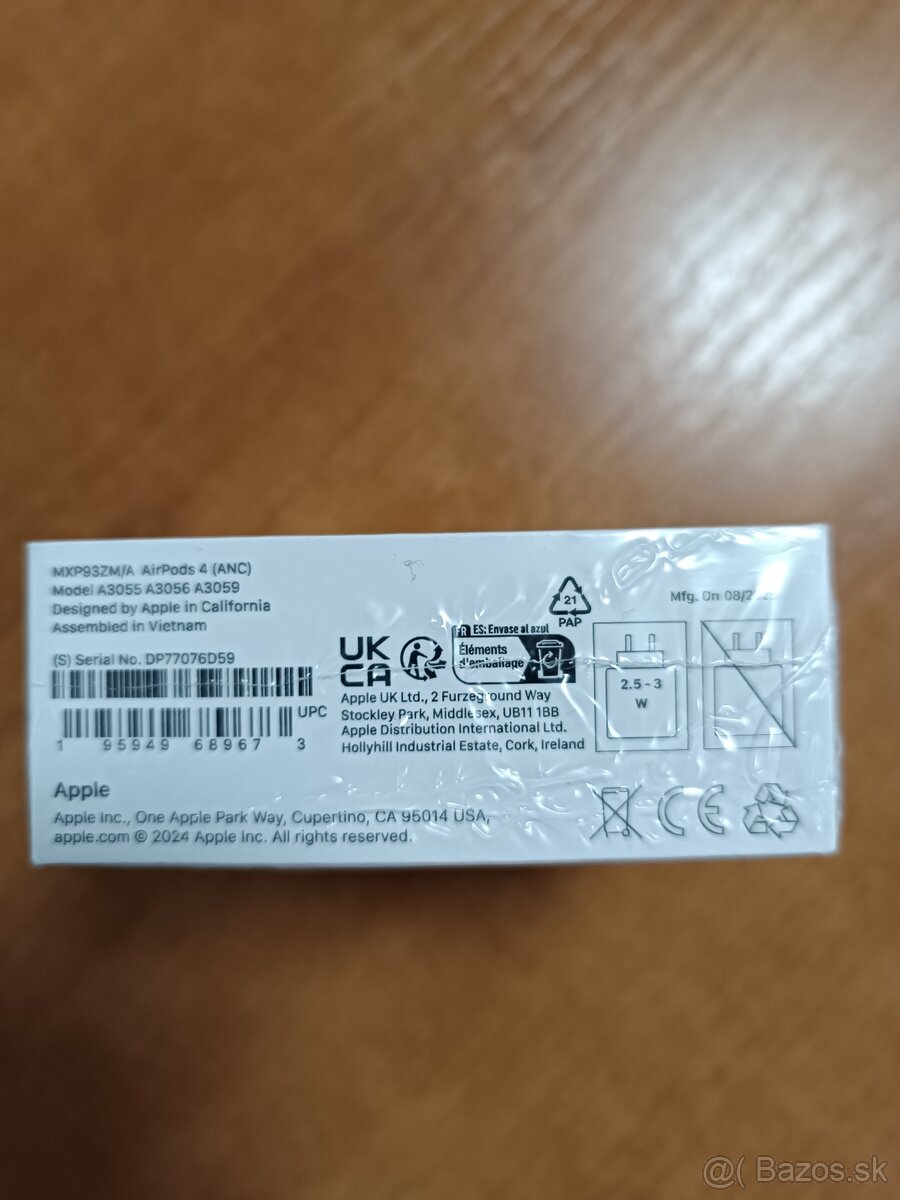 MXP93ZM/A AirPods 4 (ANC)
Model A3055 A3056 A3059
Designed by Apple in California
Assembled in Vietnam
(S) Serial No. DP77076D59
UPC
1 95949 68967 3
Apple
Apple Inc., One Apple Park Way, Cupertino, CA 95014 USA,
apple.com © 2024 Apple Inc. All rights reserved.
UK
CA
FR ES: Envase al azul
Éléments
d'emballage
Apple UK Ltd., 2 Furzeground Way
Stockley Park, Middlesex, UB11 1BB
Apple Distribution International Ltd.
Hollyhill Industrial Estate, Cork, Ireland
21
PAP
Mfg. On
2.5 - 3
W
CE
@( Bazos.sk